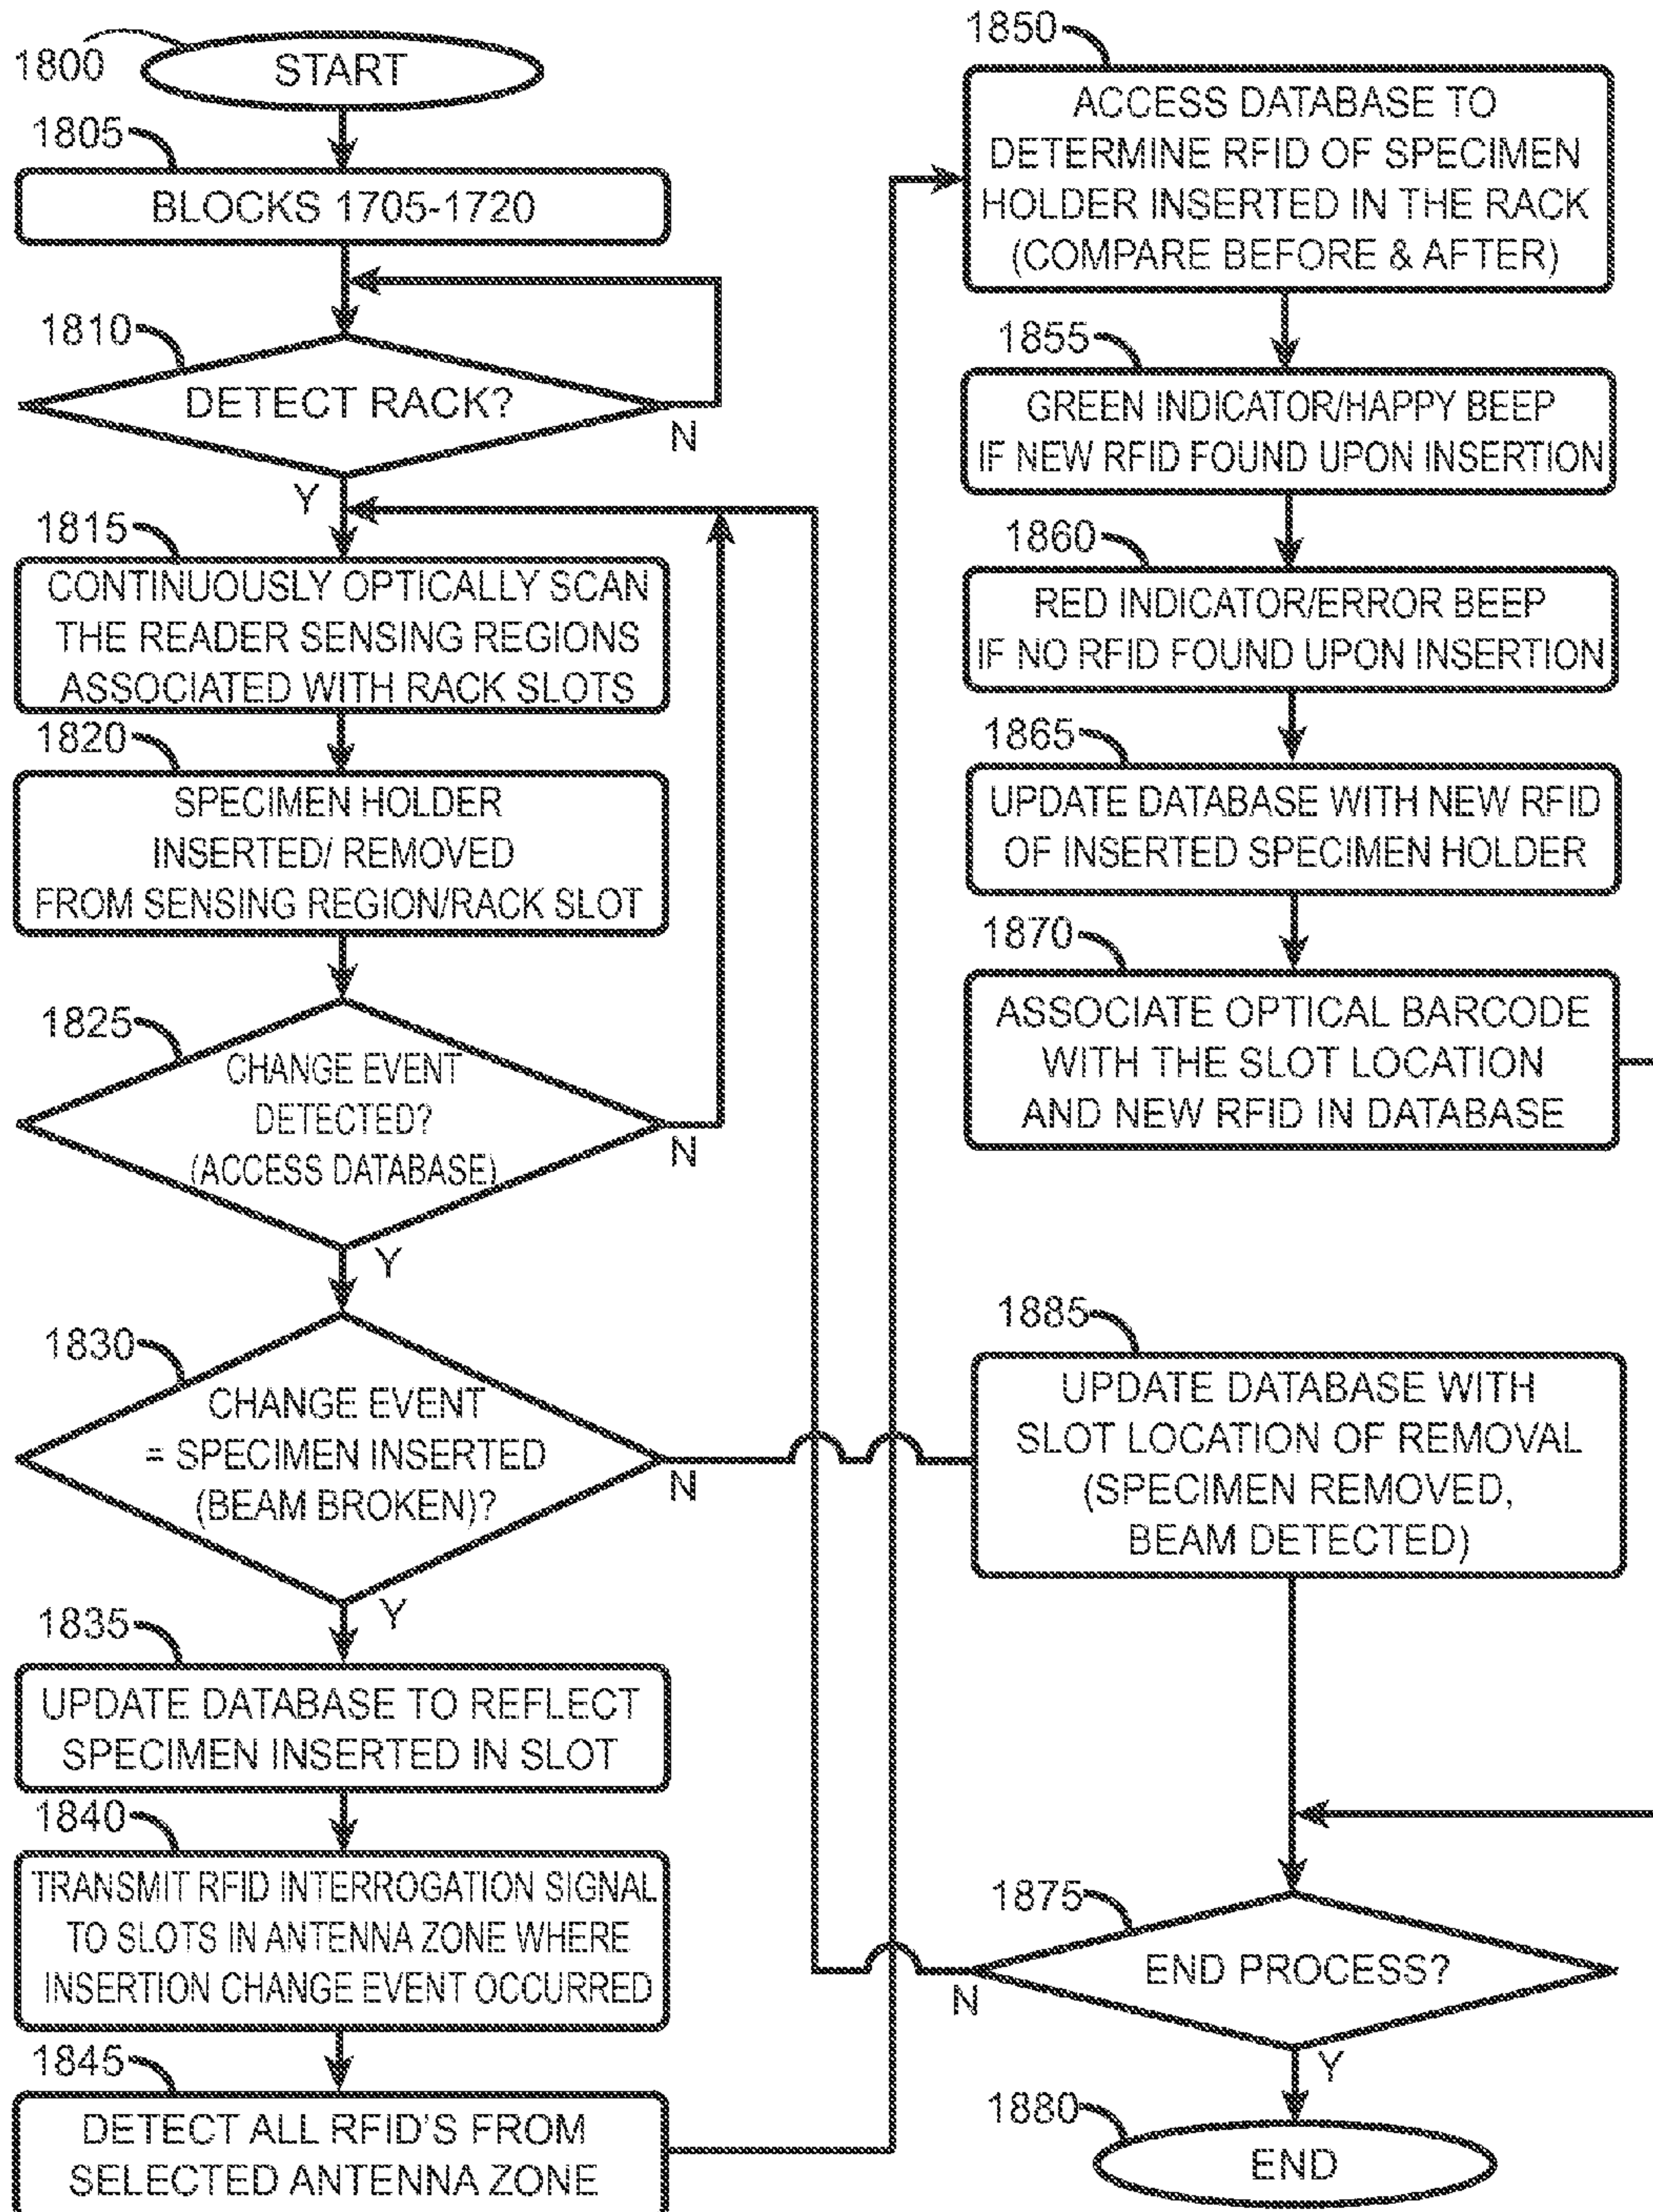 1800
START
1805
BLOCKS 1705-1720
1810
DETECT RACK?
N
Y
1815
CONTINUOUSLY OPTICALLY SCAN
THE READER SENSING REGIONS
ASSOCIATED WITH RACK SLOTS
1820
SPECIMEN HOLDER
INSERTED/ REMOVED
FROM SENSING REGION/RACK SLOT
1825
CHANGE EVENT
DETECTED?
(ACCESS DATABASE)
N
Y
1830
CHANGE EVENT
= SPECIMEN INSERTED
(BEAM BROKEN)?
N
Y
1835
UPDATE DATABASE TO REFLECT
SPECIMEN INSERTED IN SLOT
1840
TRANSMIT RFID INTERROGATION SIGNAL
TO SLOTS IN ANTENNA ZONE WHERE
INSERTION CHANGE EVENT OCCURRED
1845
DETECT ALL RFID'S FROM
SELECTED ANTENNA ZONE
1850
ACCESS DATABASE TO
DETERMINE RFID OF SPECIMEN
HOLDER INSERTED IN THE RACK
(COMPARE BEFORE & AFTER)
1855
GREEN INDICATOR/HAPPY BEEP
IF NEW RFID FOUND UPON INSERTION
1860
RED INDICATOR/ERROR BEEP
IF NO RFID FOUND UPON INSERTION
1865
UPDATE DATABASE WITH NEW RFID
OF INSERTED SPECIMEN HOLDER
1870
ASSOCIATE OPTICAL BARCODE
WITH THE SLOT LOCATION
AND NEW RFID IN DATABASE
1885
UPDATE DATABASE WITH
SLOT LOCATION OF REMOVAL
(SPECIMEN REMOVED,
BEAM DETECTED)
1875
END PROCESS?
N
Y
1880
END